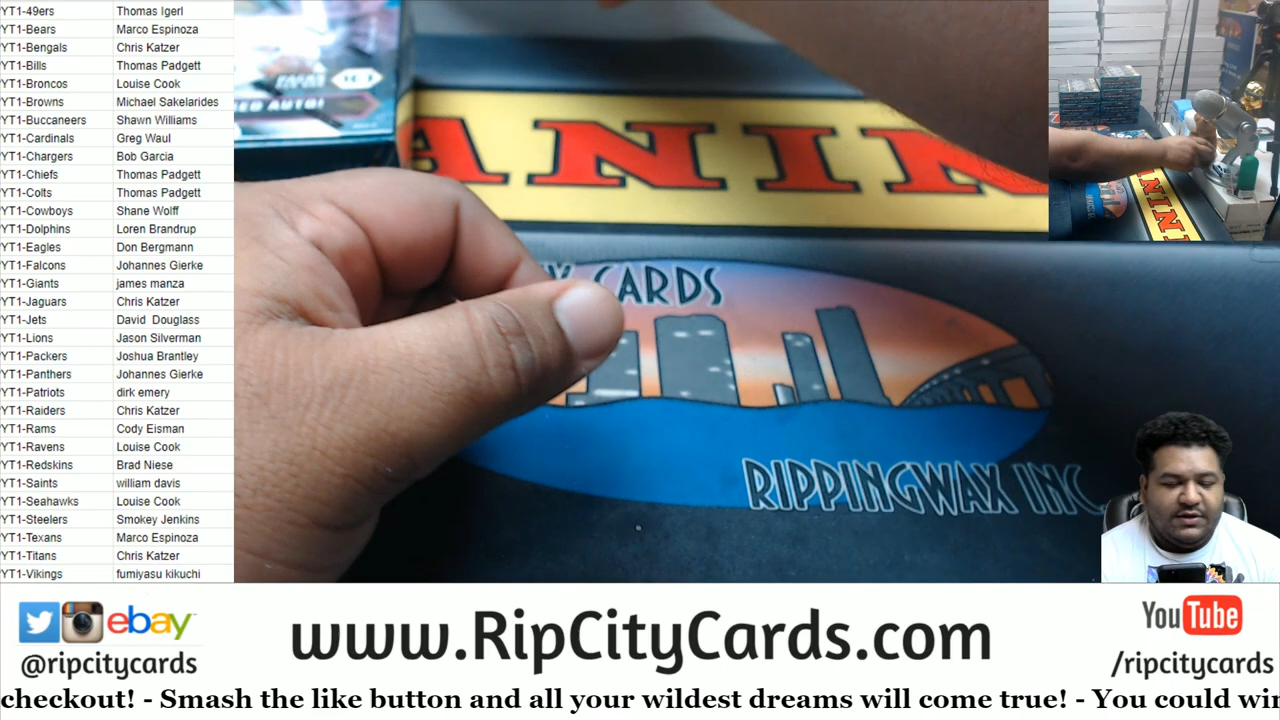 YT1-49ers Thomas Igerl
YT1-Bears Marco Espinoza
YT1-Bengals Chris Katzer
YT1-Bills Thomas Padgett
YT1-Broncos Louise Cook
YT1-Browns Michael Sakelarides
YT1-Buccaneers Shawn Williams
YT1-Cardinals Greg Waul
YT1-Chargers Bob Garcia
YT1-Chiefs Thomas Padgett
YT1-Colts Thomas Padgett
YT1-Cowboys Shane Wolff
YT1-Dolphins Loren Brandrup
YT1-Eagles Don Bergmann
YT1-Falcons Johannes Gierke
YT1-Giants james manza
YT1-Jaguars Chris Katzer
YT1-Jets David Douglass
YT1-Lions Jason Silverman
YT1-Packers Joshua Brantley
YT1-Panthers Johannes Gierke
YT1-Patriots dirk emery
YT1-Raiders Chris Katzer
YT1-Rams Cody Eisman
YT1-Ravens Louise Cook
YT1-Redskins Brad Niese
YT1-Saints william davis
YT1-Seahawks Louise Cook
YT1-Steelers Smokey Jenkins
YT1-Texans Marco Espinoza
YT1-Titans Chris Katzer
YT1-Vikings fumiyasu kikuchi
AUTO!
ANIN
CARDS
RIPPINGWAX INC.
ANINI
ebay
@ripcitycards
www.RipCityCards.com
YouTube
/ripcitycards
checkout! - Smash the like button and all your wildest dreams will come true! - You could win